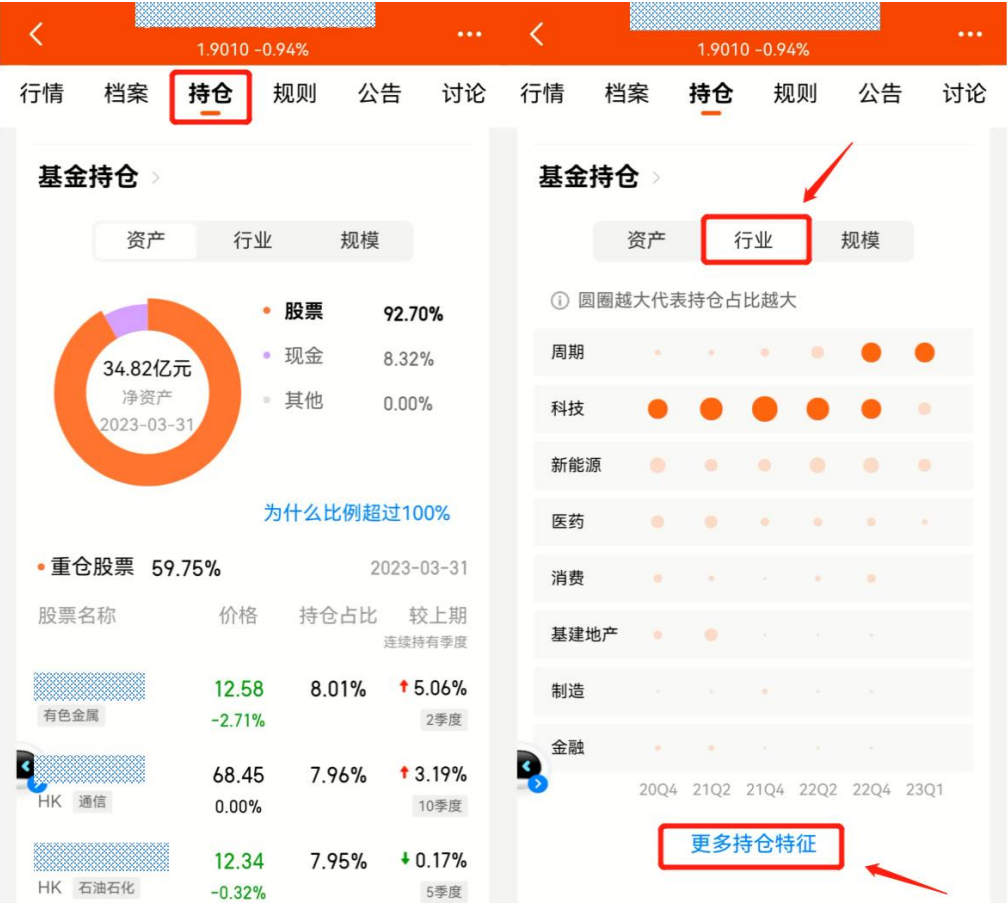 1.9010 -0.94%
行情 档案 持仓 规则 公告 讨论
基金持仓
资产 行业 规模
股票 92.70%
34.82亿元
现金 8.32%
净资产
其他 0.00%
2023-03-31
为什么比例超过100%
重仓股票 59.75% 2023-03-31
股票名称 价格 持仓占比 较上期
连续持有季度
12.58 8.01% 5.06%
有色金属 -2.71% 2季度
68.45 7.96% 3.19%
HK 通信 0.00% 10季度
12.34 7.95% 0.17%
HK 石油石化 -0.32% 5季度
1.9010 -0.94%
行情 档案 持仓 规则 公告 讨论
基金持仓
资产 行业 规模
圆圈越大代表持仓占比越大
周期
科技
新能源
医药
消费
基建地产
制造
金融
20Q4 21Q2 21Q4 22Q2 22Q4 23Q1
更多持仓特征